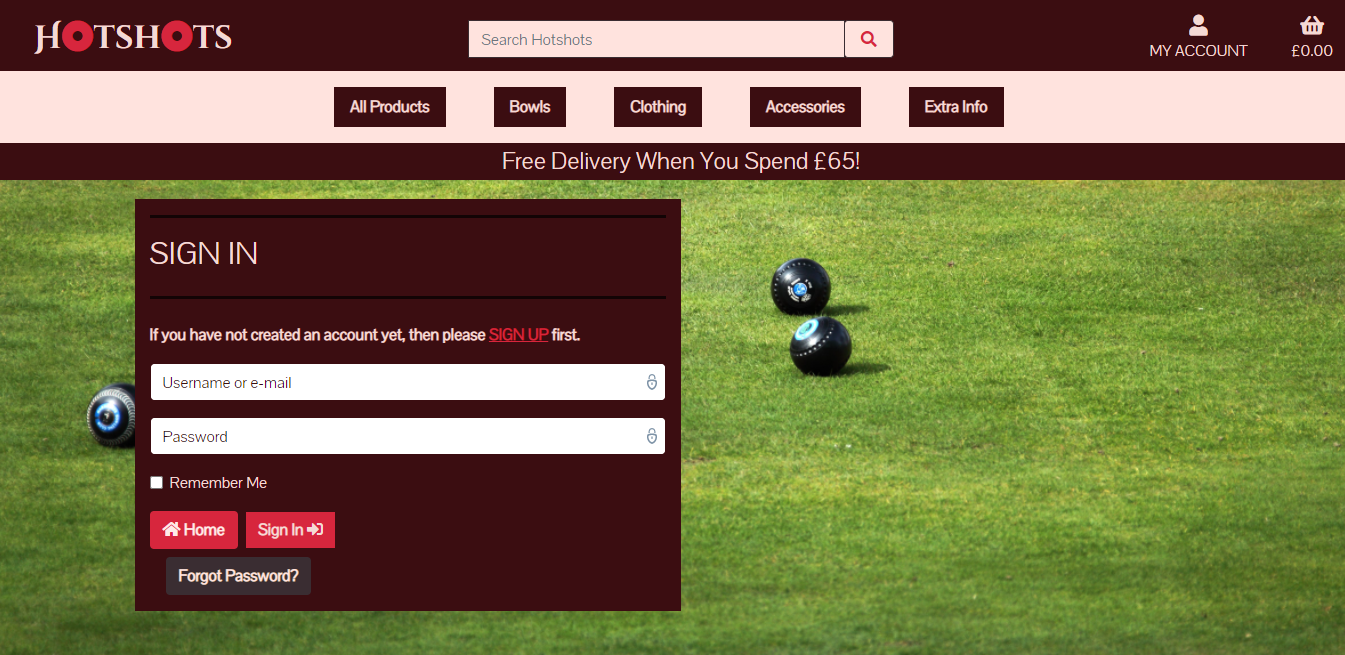 HOTSHOTS
Search Hotshots
MY ACCOUNT
£0.00
All Products
Bowls
Clothing
Accessories
Extra Info
Free Delivery When You Spend £65!
SIGN IN
If you have not created an account yet, then please SIGN UP first.
Username or e-mail
Password
Remember Me
Home
Sign In
Forgot Password?